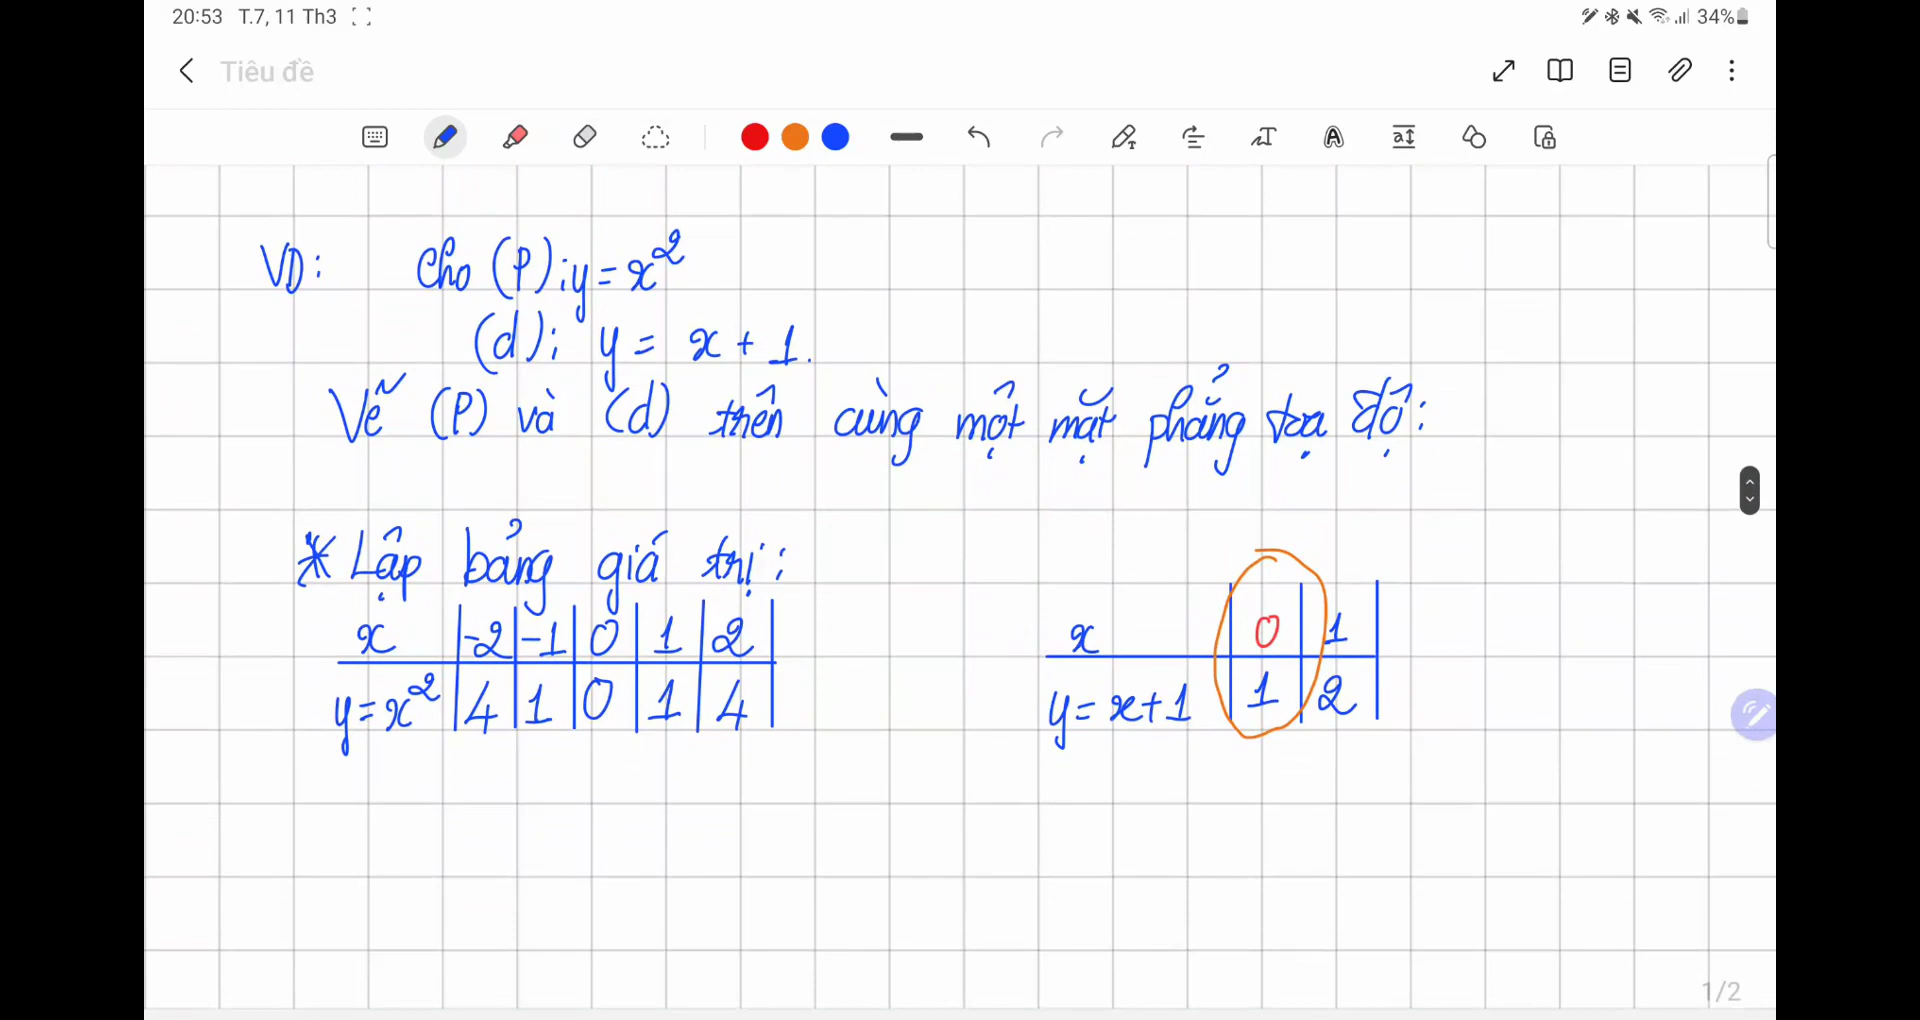 20:53 T.7, 11 Th3 34%
Tiêu đề
VD: Cho (P): y = x²
(d): y = x + 1.
Vẽ (P) và (d) trên cùng một mặt phẳng tọa độ:
* Lập bảng giá trị:
x -2 -1 0 1 2
y = x² 4 1 0 1 4
x 0 1
y = x+1 1 2
1/2